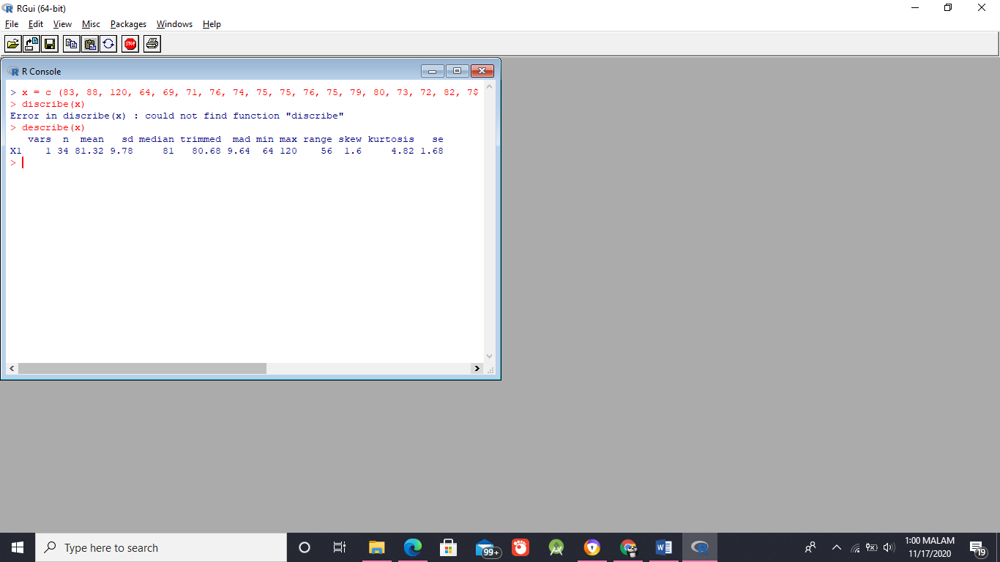 RGui (64-bit)
File Edit View Misc Packages Windows Help
STOP
R Console
> x = c (83, 88, 120, 64, 69, 71, 76, 74, 75, 75, 76, 75, 79, 80, 73, 72, 82, 7$
> discribe(x)
Error in discribe(x) : could not find function "discribe"
> describe(x)
   vars  n  mean   sd median trimmed  mad min max range skew kurtosis   se
X1    1 34 81.32 9.78     81   80.68 9.64  64 120    56  1.6     4.82 1.68
>
Type here to search
99+
1:00 MALAM
11/17/2020
19